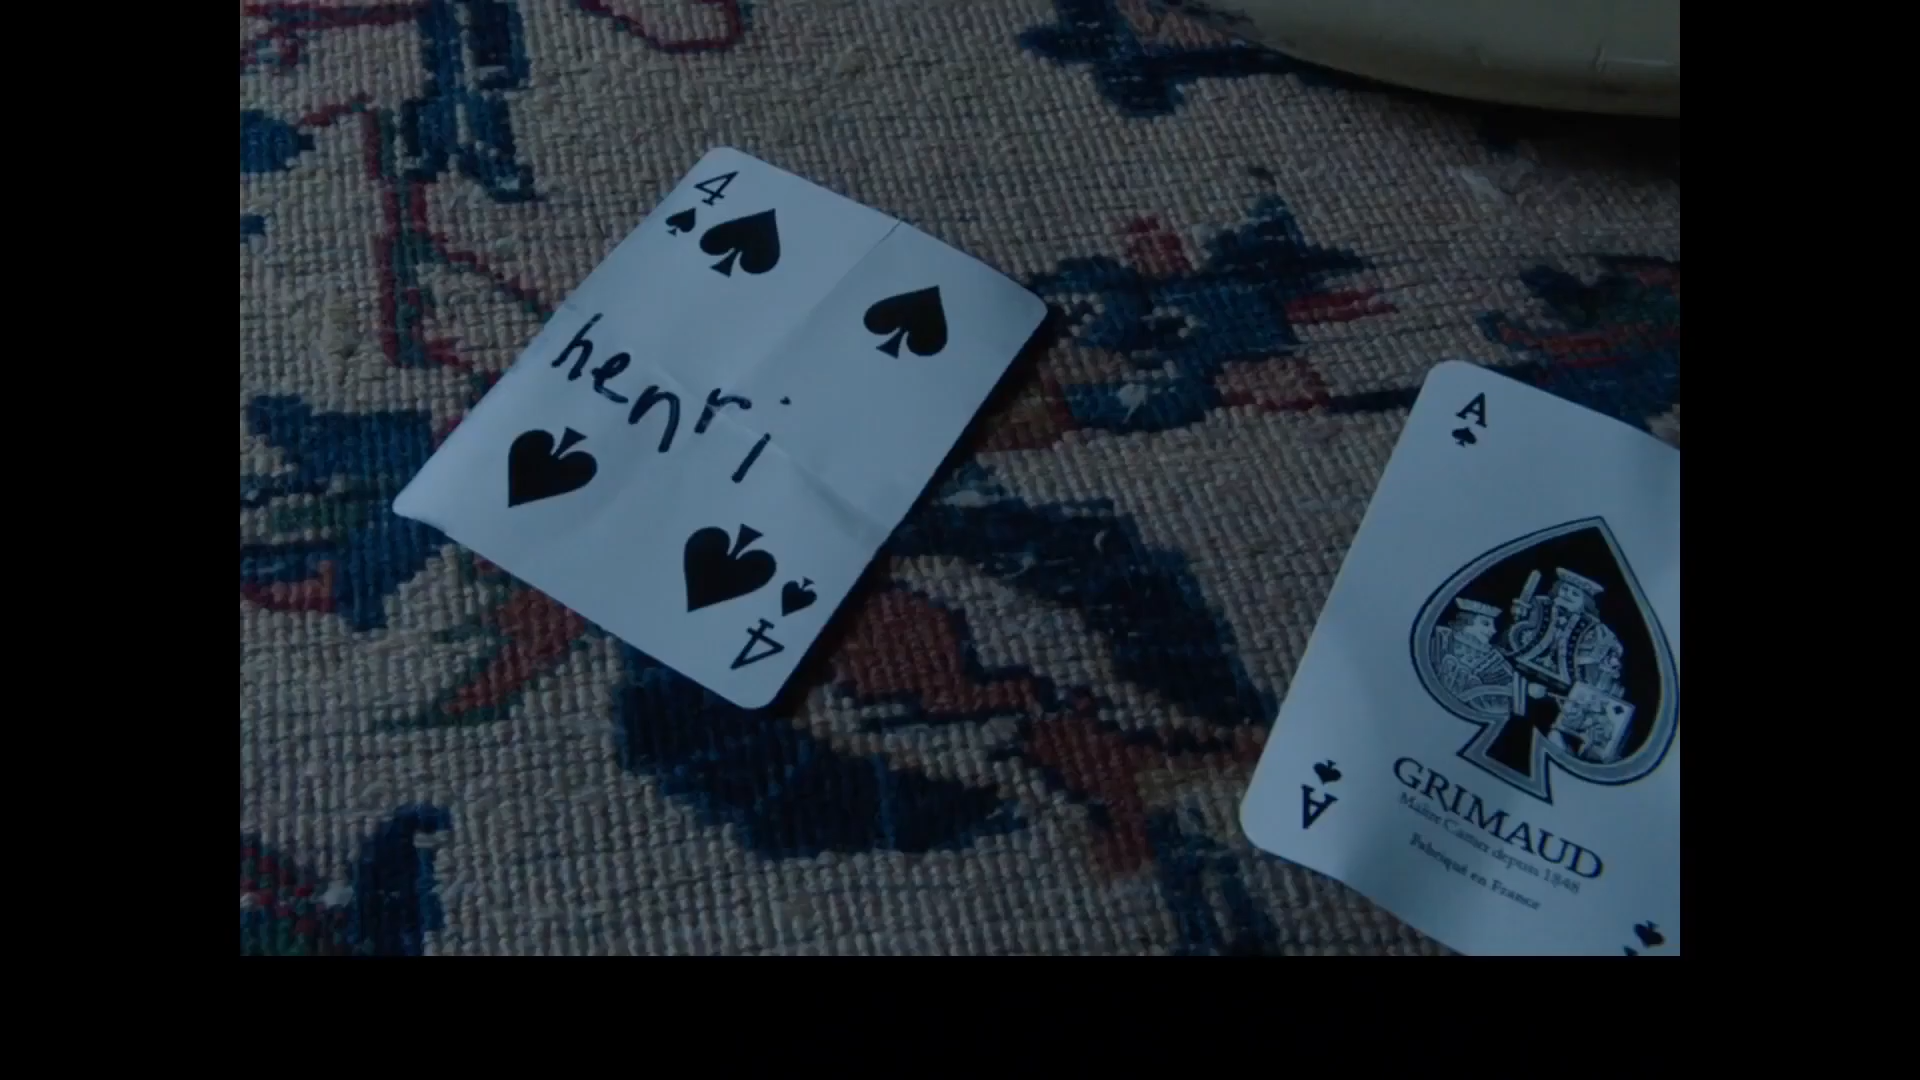 4
henri
4
A
A
GRIMAUD
Maître Cartier depuis 1848
Fabriqué en France